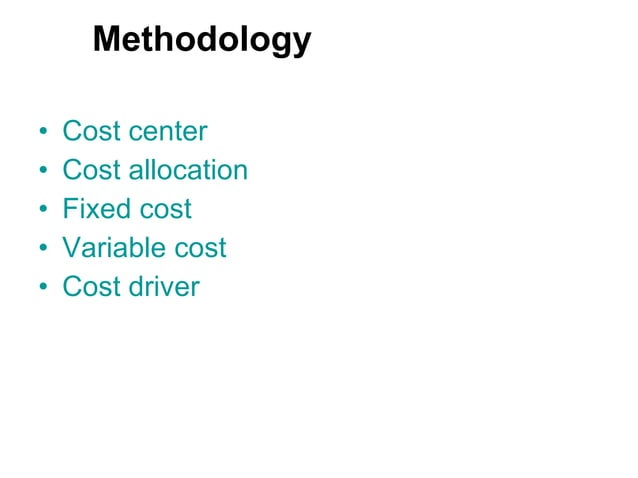 Methodology
• Cost center
• Cost allocation
• Fixed cost
• Variable cost
• Cost driver